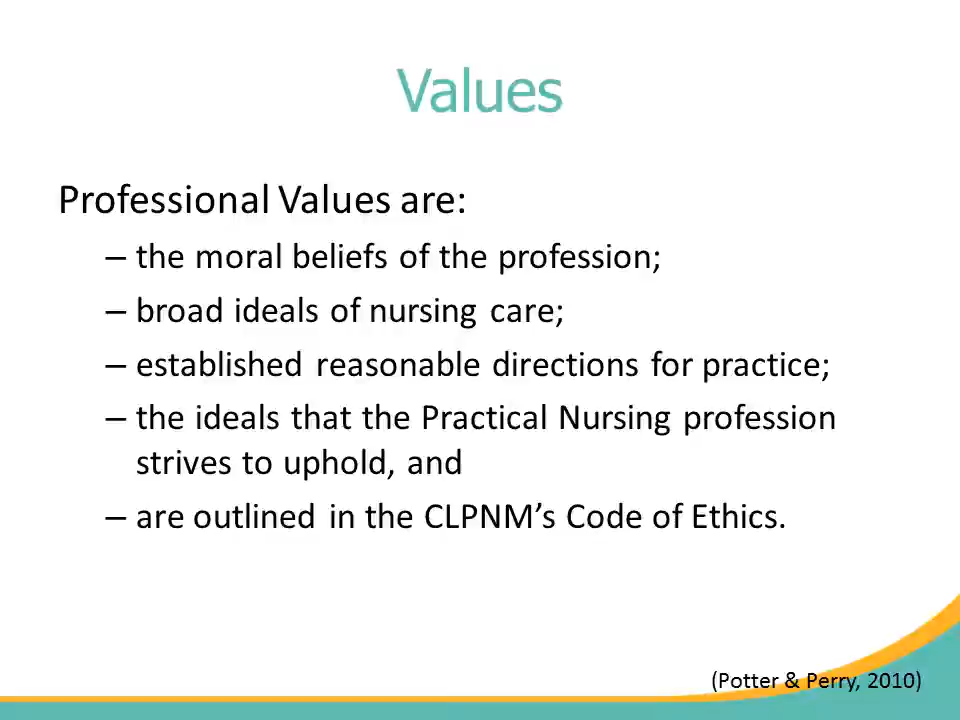 Values
Professional Values are:
– the moral beliefs of the profession;
– broad ideals of nursing care;
– established reasonable directions for practice;
– the ideals that the Practical Nursing profession
strives to uphold, and
– are outlined in the CLPNM’s Code of Ethics.
(Potter & Perry, 2010)